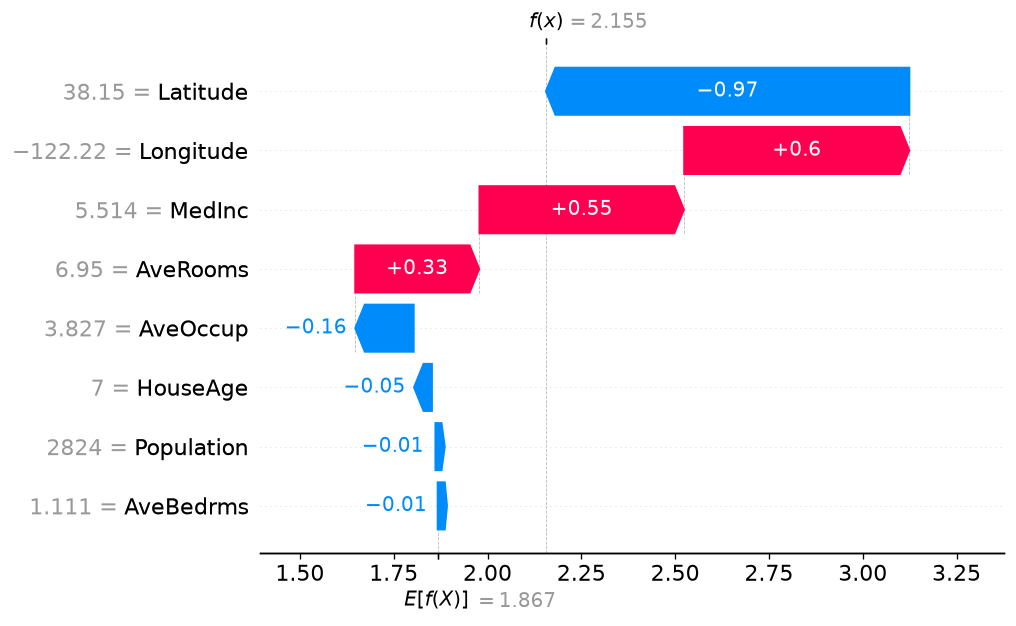 f(x) = 2.155
38.15 = Latitude −0.97
−122.22 = Longitude +0.6
5.514 = MedInc +0.55
6.95 = AveRooms +0.33
3.827 = AveOccup −0.16
7 = HouseAge −0.05
2824 = Population −0.01
1.111 = AveBedrms −0.01
1.50 1.75 2.00 2.25 2.50 2.75 3.00 3.25
E[f(X)] = 1.867